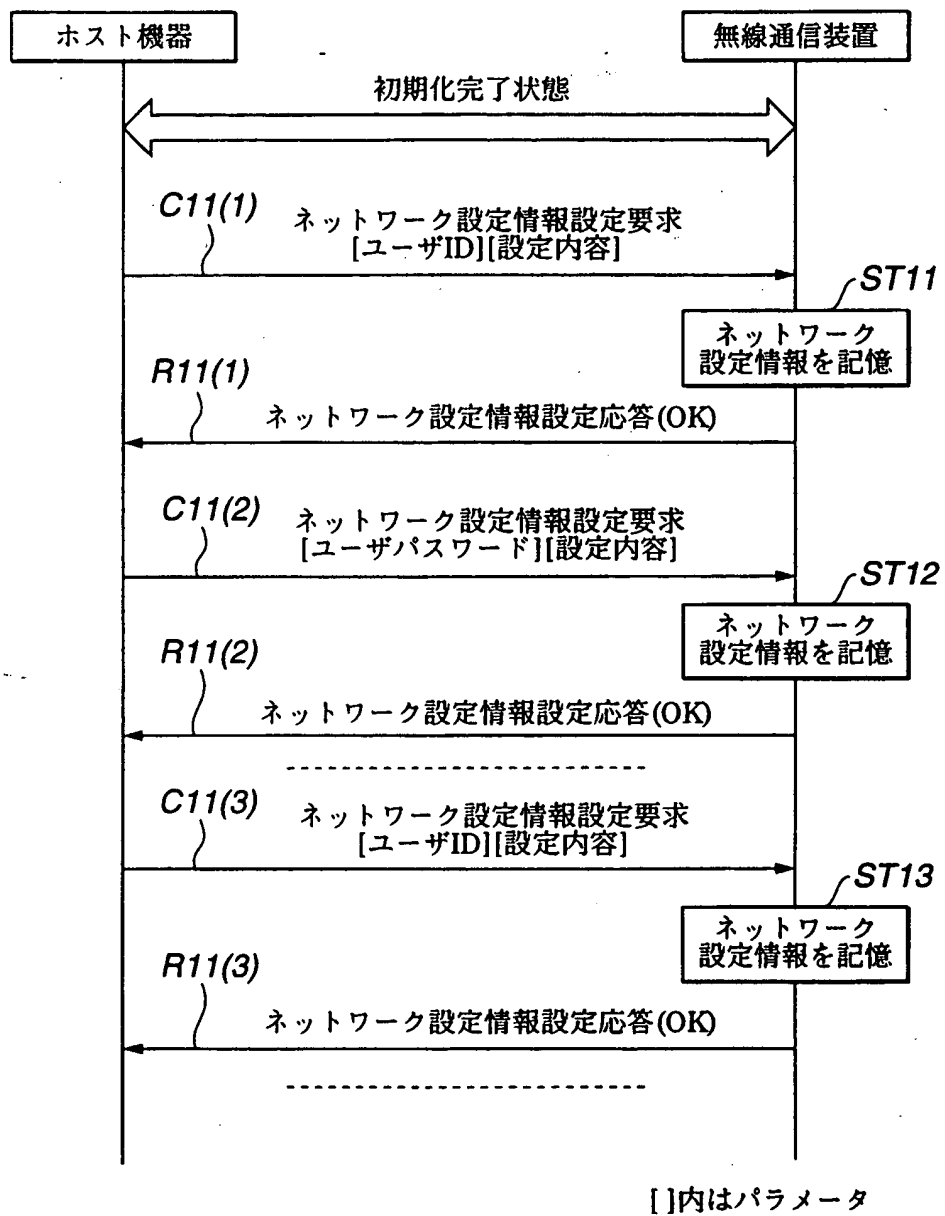 ホスト機器
無線通信装置
初期化完了状態
C11(1)
ネットワーク設定情報設定要求
[ユーザID][設定内容]
ST11
ネットワーク
設定情報を記憶
R11(1)
ネットワーク設定情報設定応答(OK)
C11(2)
ネットワーク設定情報設定要求
[ユーザパスワード][設定内容]
ST12
ネットワーク
設定情報を記憶
R11(2)
ネットワーク設定情報設定応答(OK)
C11(3)
ネットワーク設定情報設定要求
[ユーザID][設定内容]
ST13
ネットワーク
設定情報を記憶
R11(3)
ネットワーク設定情報設定応答(OK)
[ ]内はパラメータ